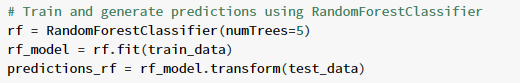 # Train and generate predictions using RandomForestClassifier
rf = RandomForestClassifier(numTrees=5)
rf_model = rf.fit(train_data)
predictions_rf = rf_model.transform(test_data)